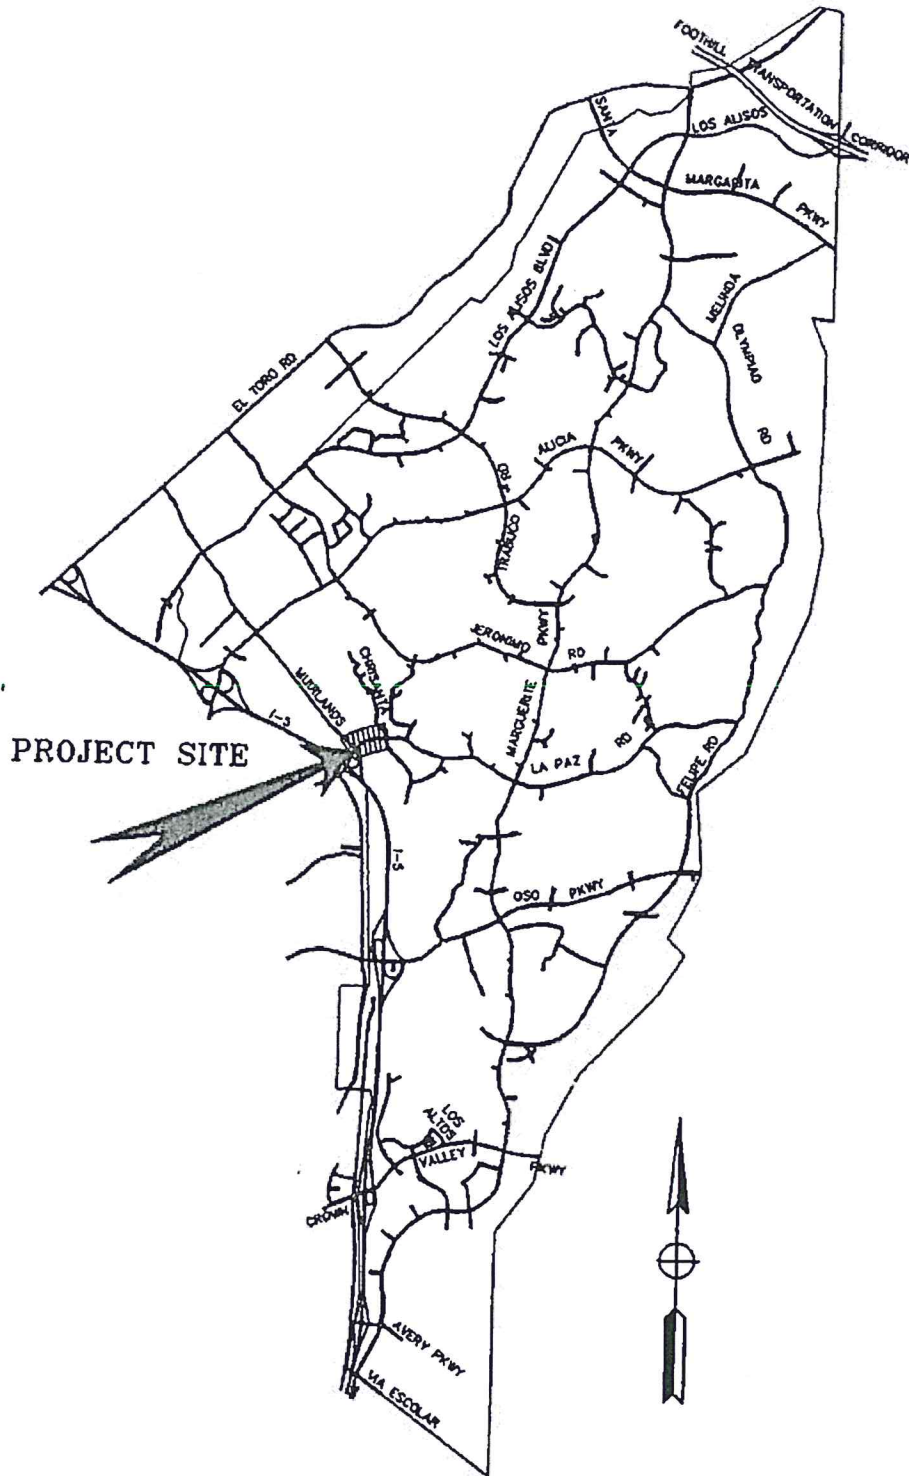 FOOTHILL
TRANSPORTATION
CORRIDOR
SANTA
LOS ALISOS
MARGARITA
PKWY
LOS ALISOS BLVD
MELINDA
OLYMPIAD
RD
EL TORO RD
ALICIA
PKWY
RD
TRABUCO
JERONIMO
RD
PKWY
CHRISANTA
MUIRLANDS
MARGUERITE
I-5
PROJECT SITE
LA PAZ
RD
FELIPE RD
I-5
OSO
PKWY
LOS
ALTOS
VALLEY
PKWY
CROWN
AVERY PKWY
VIA ESCOLAR